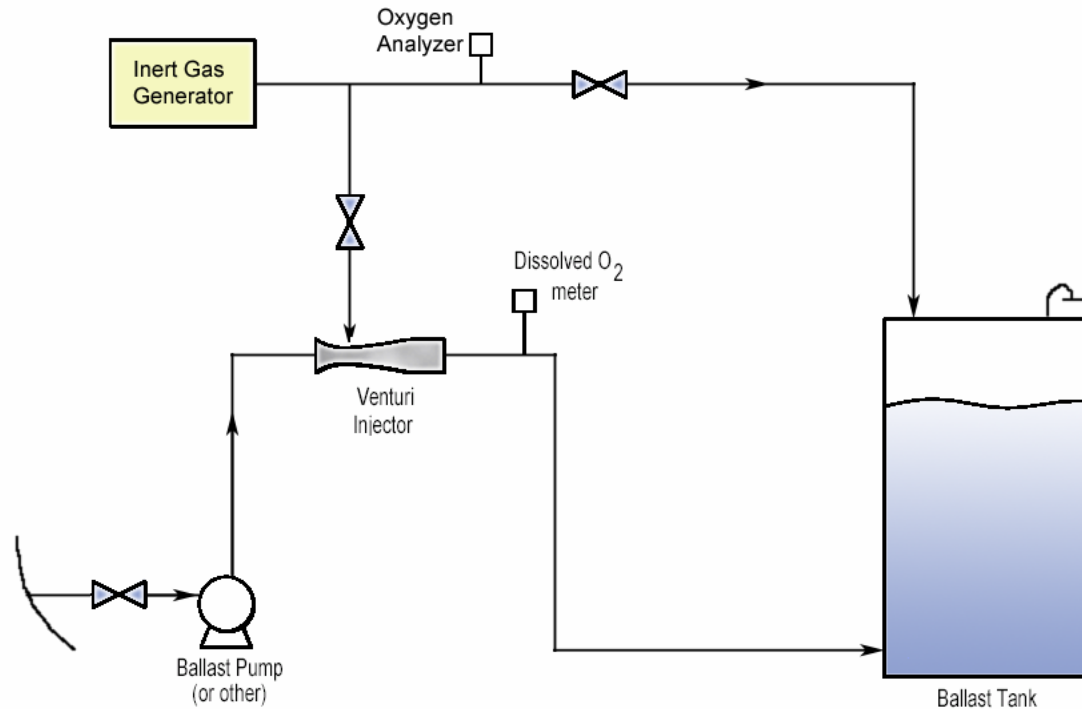 Oxygen
Analyzer
Inert Gas
Generator
Dissolved O2
meter
Venturi
Injector
Ballast Pump
(or other)
Ballast Tank